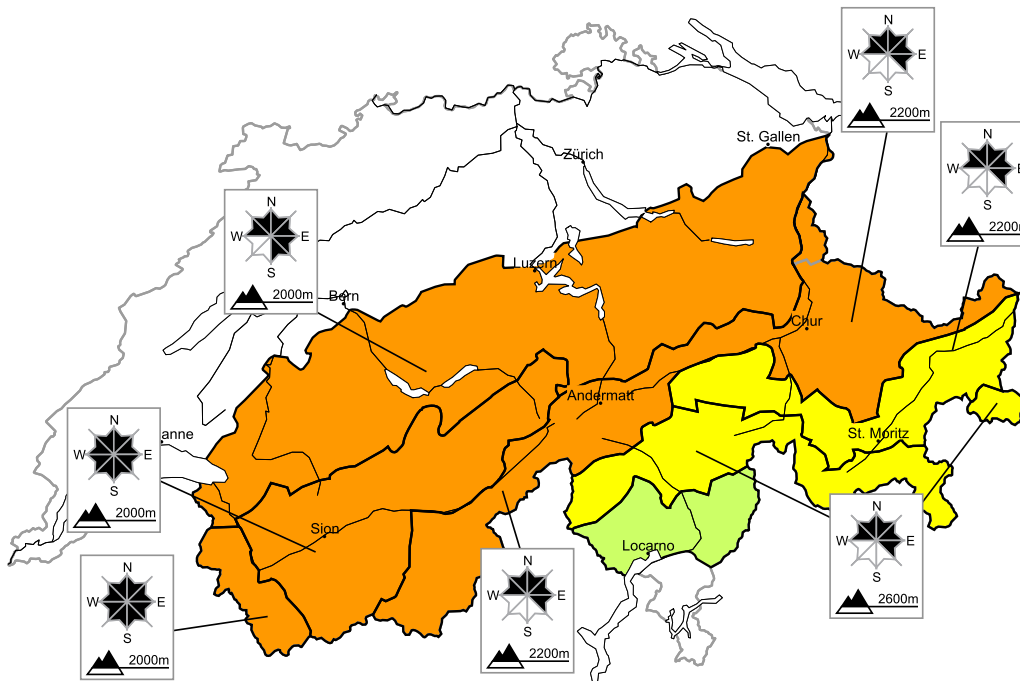 N
W E
S
2200m
St. Gallen
N
W E
S
2200m
Zürich
N
W E
S
2000m
Luzern
Bern
Chur
Andermatt
N
W E
S
2000m
anne
St. Moritz
Sion
N
W E
S
2600m
Locarno
N
W E
S
2000m
N
W E
S
2200m